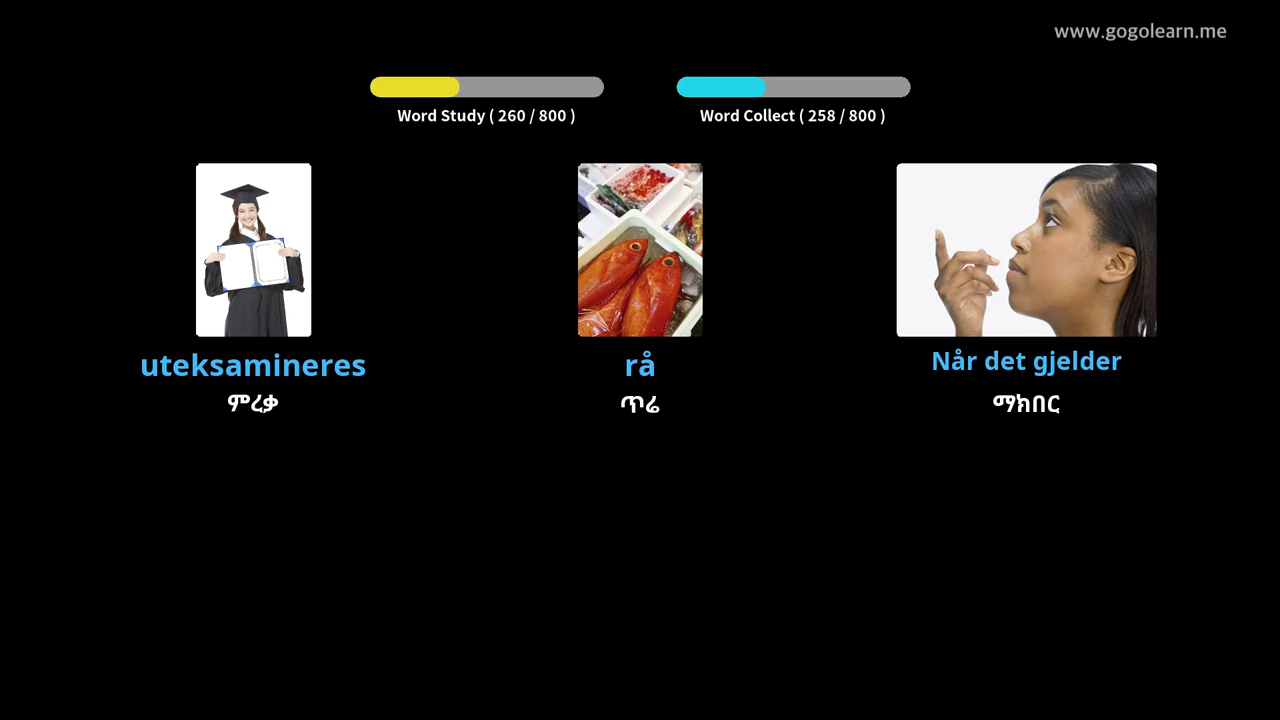 www.gogolearn.me
Word Study ( 260 / 800 )
Word Collect ( 258 / 800 )
uteksamineres
rå
Når det gjelder
ምረቃ
ጥሬ
ማክበር